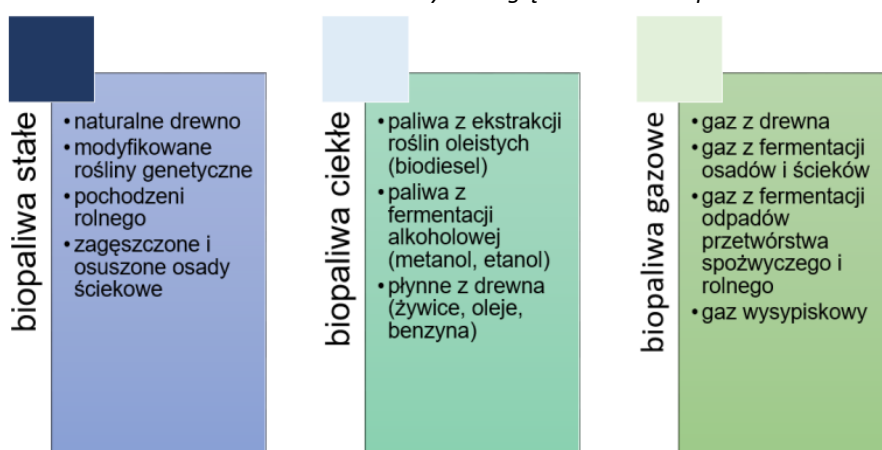 biopaliwa stałe
• naturalne drewno
• modyfikowane
rośliny genetyczne
• pochodzeni
rolnego
• zagęszczone i
osuszone osady
ściekowe
biopaliwa ciekłe
• paliwa z ekstrakcji
roślin oleistych
(biodiesel)
• paliwa z
fermentacji
alkoholowej
(metanol, etanol)
• płynne z drewna
(żywice, oleje,
benzyna)
biopaliwa gazowe
• gaz z drewna
• gaz z fermentacji
osadów i ścieków
• gaz z fermentacji
odpadów
przetwórstwa
spożwyczego i
rolnego
• gaz wysypiskowy